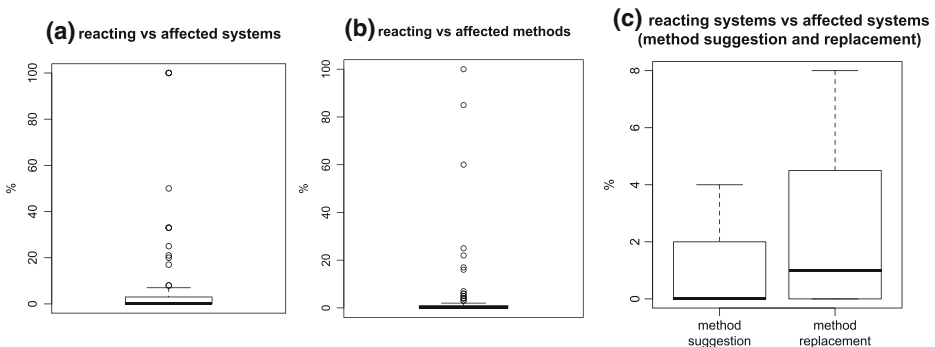 (a) reacting vs affected systems
%
100
80
60
40
20
0
(b) reacting vs affected methods
%
100
80
60
40
20
0
(c) reacting systems vs affected systems
(method suggestion and replacement)
%
8
6
4
2
0
method
suggestion
method
replacement